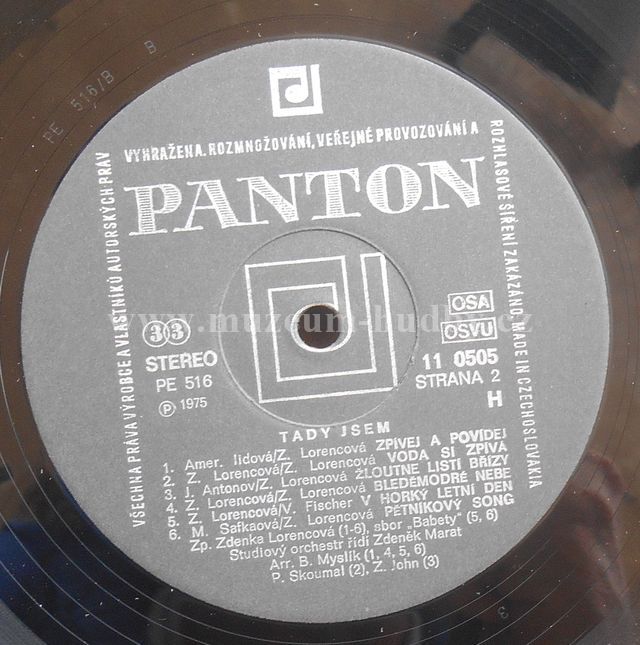 PE 516/B B
VŠECHNA PRÁVA VÝROBCE A VLASTNÍKŮ AUTORSKÝCH PRÁV
VYHRAŽENA. ROZMNOŽOVÁNÍ, VEŘEJNÉ PROVOZOVÁNÍ A
ROZHLASOVÉ ŠÍŘENÍ ZAKÁZÁNO. MADE IN CZECHOSLOVAKIA
PANTON
www.muzeum-hudby.cz
33
STEREO
PE 516
Ⓟ 1975
OSA
OSVU
11 0505
STRANA 2
H
TADY JSEM
1. Amer. lidová/Z. Lorencová ZPÍVEJ A POVÍDEJ
2. Z. Lorencová/Z. Lorencová VODA SI ZPÍVÁ
3. J. Antonov/Z. Lorencová ŽLOUTNE LISTÍ BŘÍZY
4. Z. Lorencová/Z. Lorencová BLEDĚMODRÉ NEBE
5. Z. Lorencová/V. Fischer V HORKÝ LETNÍ DEN
6. M. Safkaová/Z. Lorencová PĚTNÍKOVÝ SONG
Zp. Zdenka Lorencová (1-6), sbor „Babety" (5, 6)
Studiový orchestr řídí Zdeněk Marat
Arr. B. Myslík (1, 4, 5, 6)
P. Skoumal (2), Z. John (3)
3